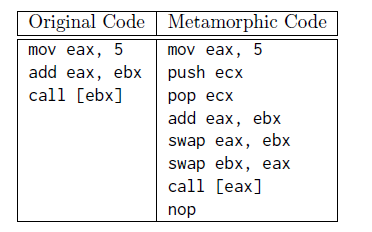 Original Code Metamorphic Code
mov eax, 5 mov eax, 5
add eax, ebx push ecx
call [ebx] pop ecx
add eax, ebx
swap eax, ebx
swap ebx, eax
call [eax]
nop